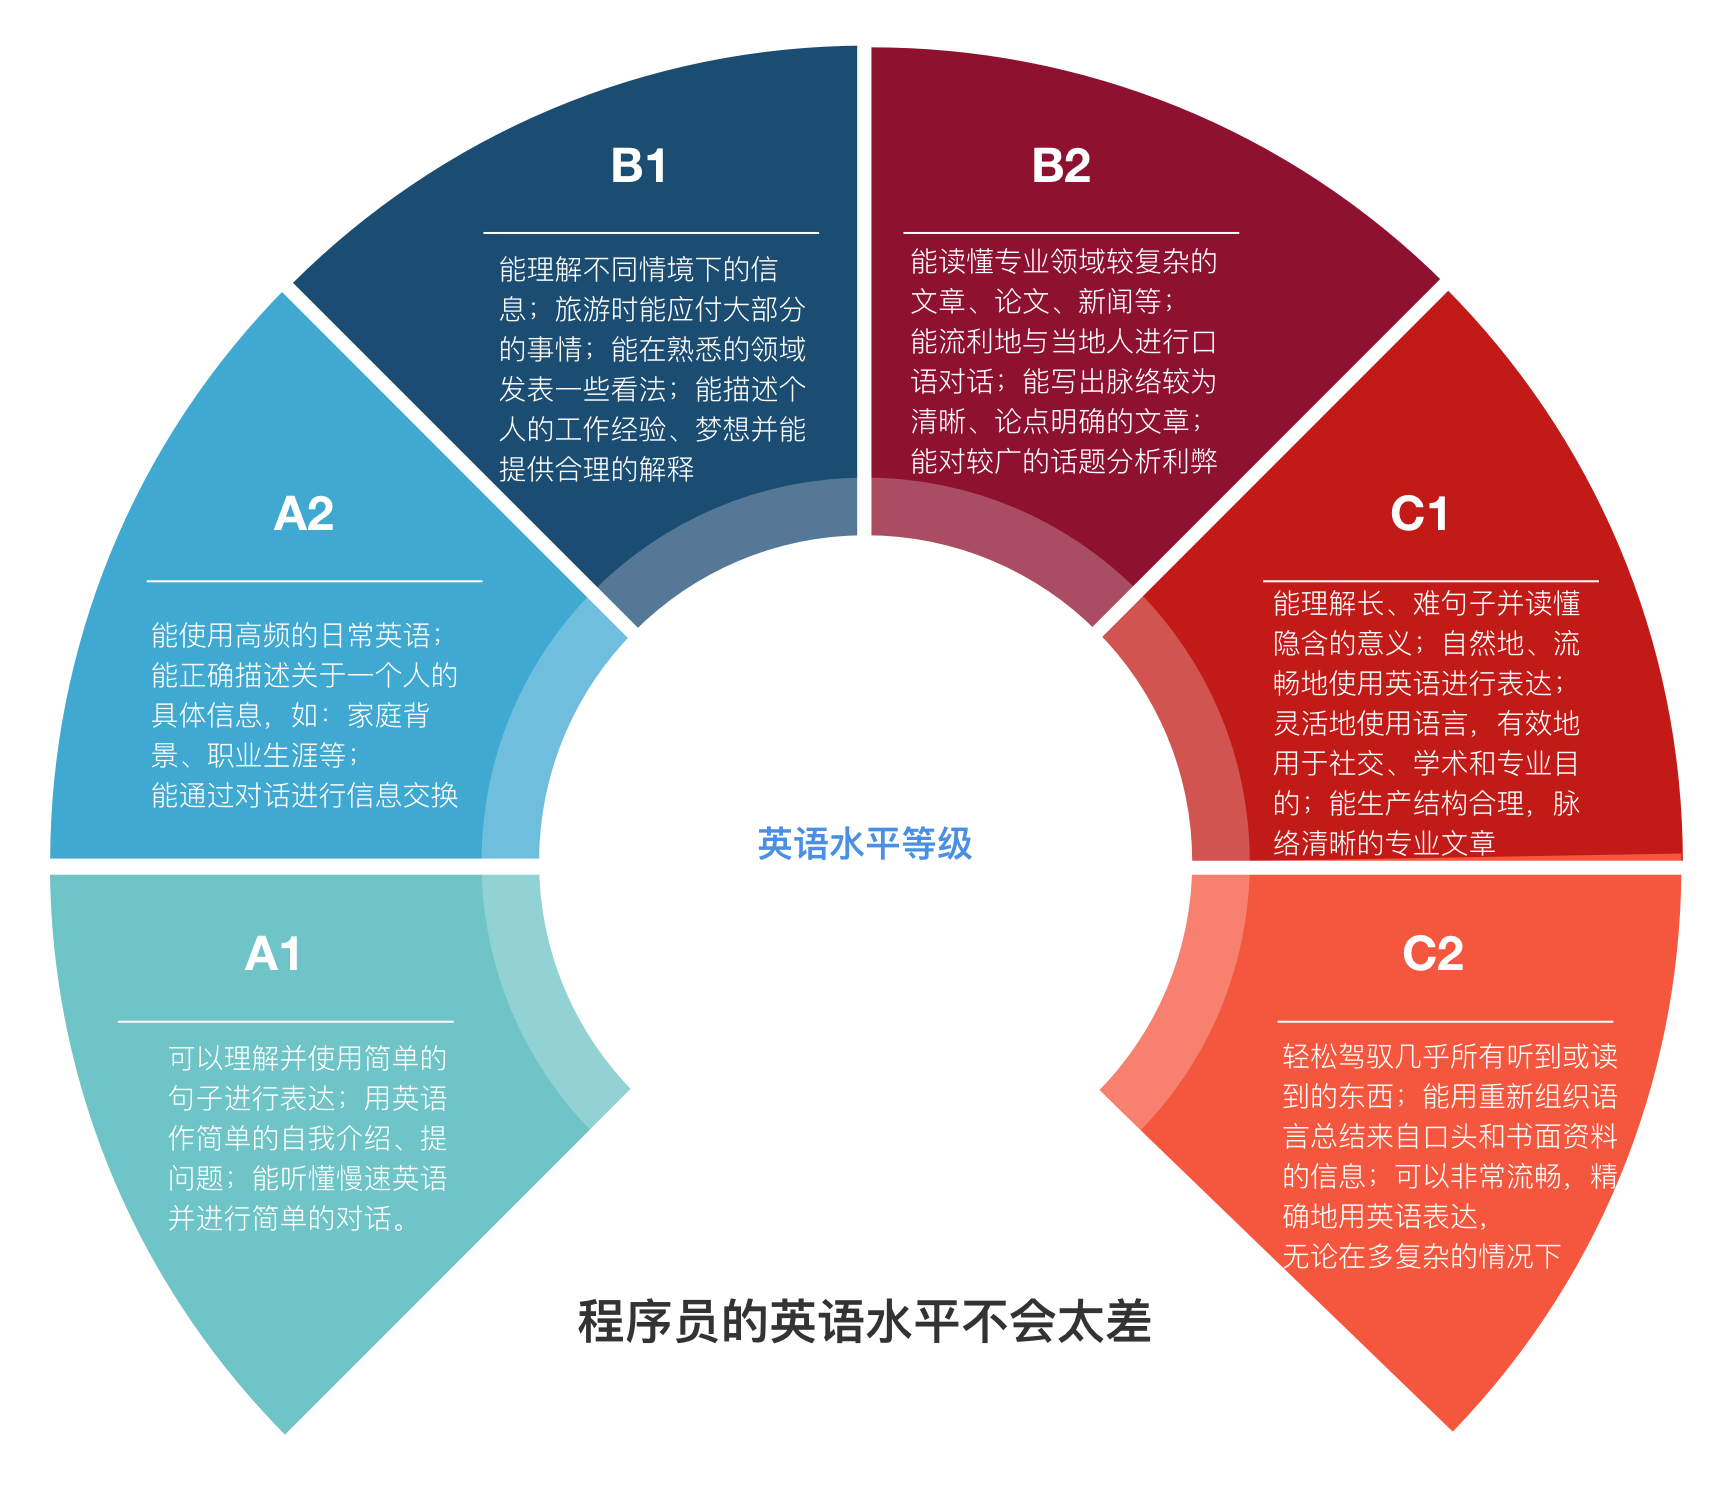 B1
能理解不同情境下的信
息；旅游时能应付大部分
的事情；能在熟悉的领域
发表一些看法；能描述个
人的工作经验、梦想并能
提供合理的解释
B2
能读懂专业领域较复杂的
文章、论文、新闻等；
能流利地与当地人进行口
语对话；能写出脉络较为
清晰、论点明确的文章；
能对较广的话题分析利弊
A2
能使用高频的日常英语；
能正确描述关于一个人的
具体信息，如：家庭背
景、职业生涯等；
能通过对话进行信息交换
C1
能理解长、难句子并读懂
隐含的意义；自然地、流
畅地使用英语进行表达；
灵活地使用语言，有效地
用于社交、学术和专业目
的；能生产结构合理，脉
络清晰的专业文章
英语水平等级
A1
可以理解并使用简单的
句子进行表达；用英语
作简单的自我介绍、提
问题；能听懂慢速英语
并进行简单的对话。
C2
轻松驾驭几乎所有听到或读
到的东西；能用重新组织语
言总结来自口头和书面资料
的信息；可以非常流畅，精
确地用英语表达，
无论在多复杂的情况下
程序员的英语水平不会太差